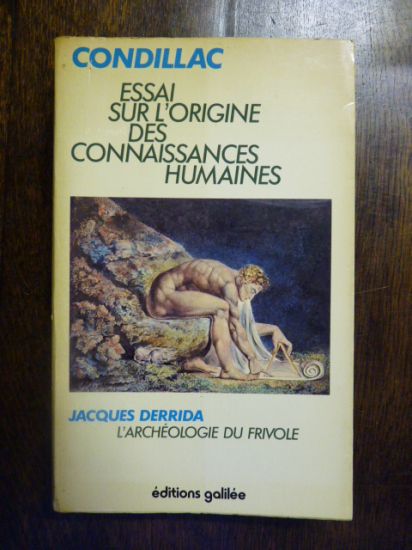 CONDILLAC
ESSAI
SUR L'ORIGINE
DES
CONNAISSANCES
HUMAINES
JACQUES DERRIDA
L'ARCHÉOLOGIE DU FRIVOLE
éditions galilée